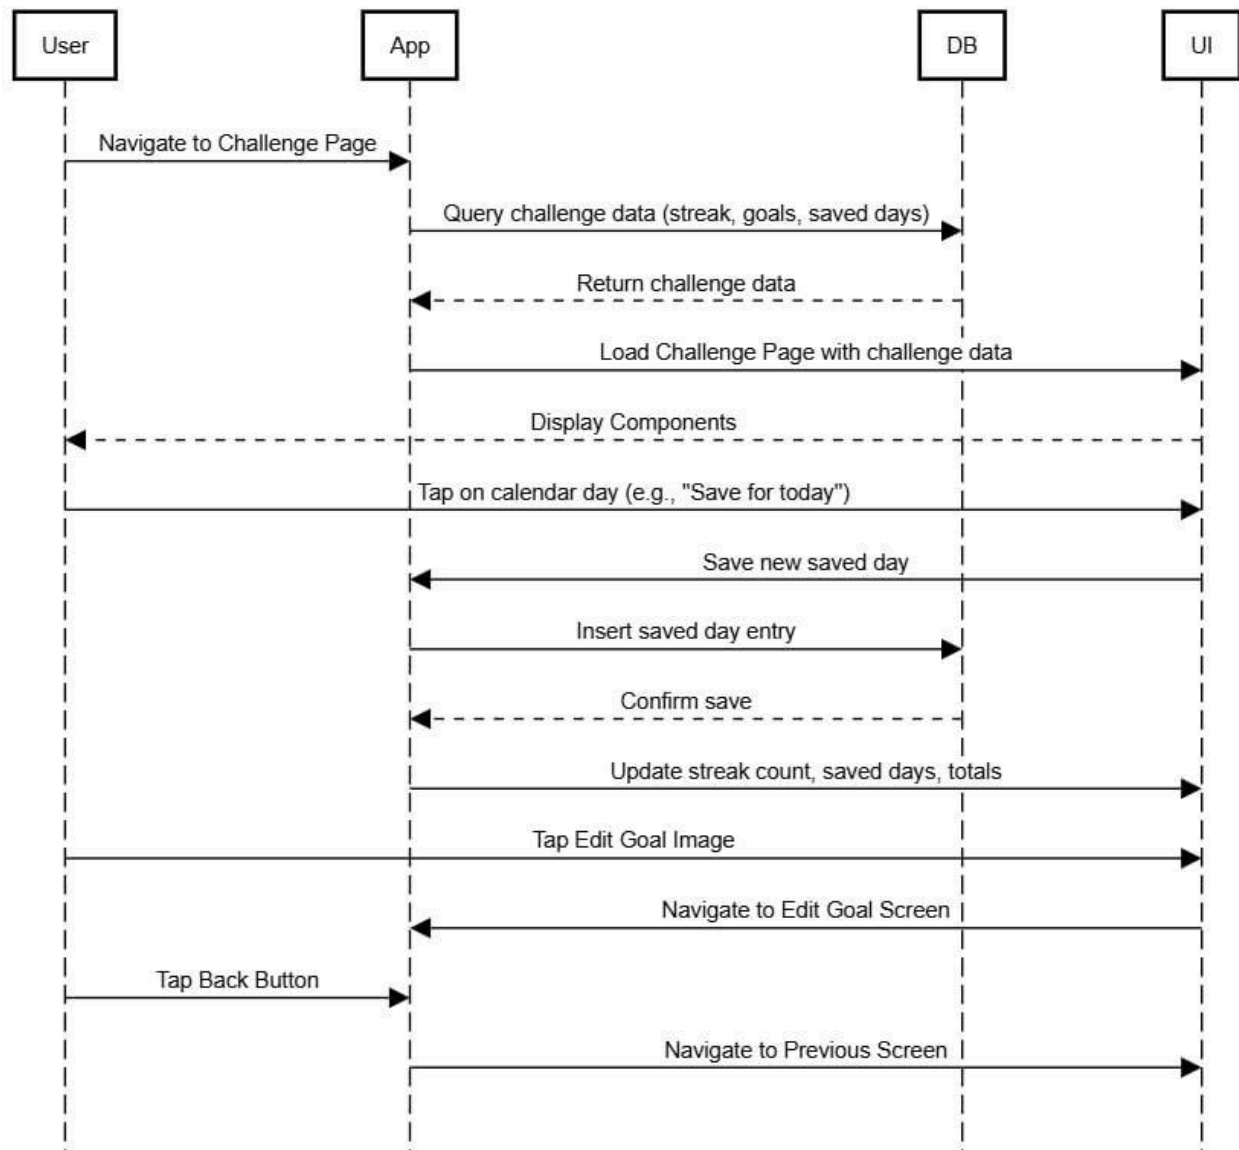 User
App
DB
UI
Navigate to Challenge Page
Query challenge data (streak, goals, saved days)
Return challenge data
Load Challenge Page with challenge data
Display Components
Tap on calendar day (e.g., "Save for today")
Save new saved day
Insert saved day entry
Confirm save
Update streak count, saved days, totals
Tap Edit Goal Image
Navigate to Edit Goal Screen
Tap Back Button
Navigate to Previous Screen